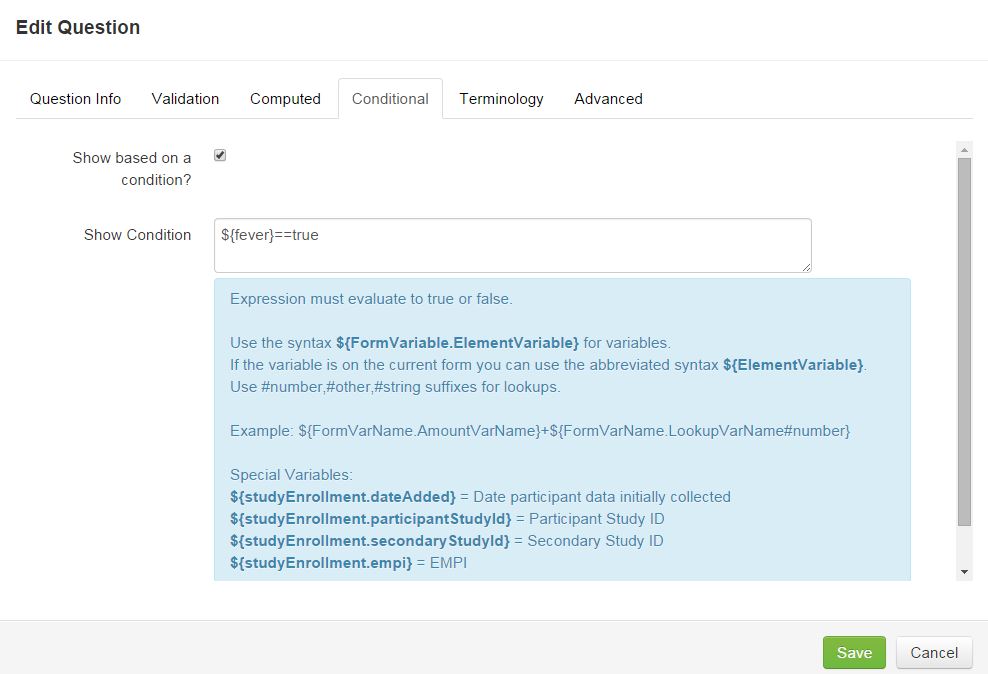 Edit Question
Question Info Validation Computed Conditional Terminology Advanced
Show based on a
condition?
Show Condition
${fever}==true
Expression must evaluate to true or false.
Use the syntax ${FormVariable.ElementVariable} for variables.
If the variable is on the current form you can use the abbreviated syntax ${ElementVariable}.
Use #number,#other,#string suffixes for lookups.
Example: ${FormVarName.AmountVarName}+${FormVarName.LookupVarName#number}
Special Variables:
${studyEnrollment.dateAdded} = Date participant data initially collected
${studyEnrollment.participantStudyId} = Participant Study ID
${studyEnrollment.secondaryStudyId} = Secondary Study ID
${studyEnrollment.empi} = EMPI
Save Cancel